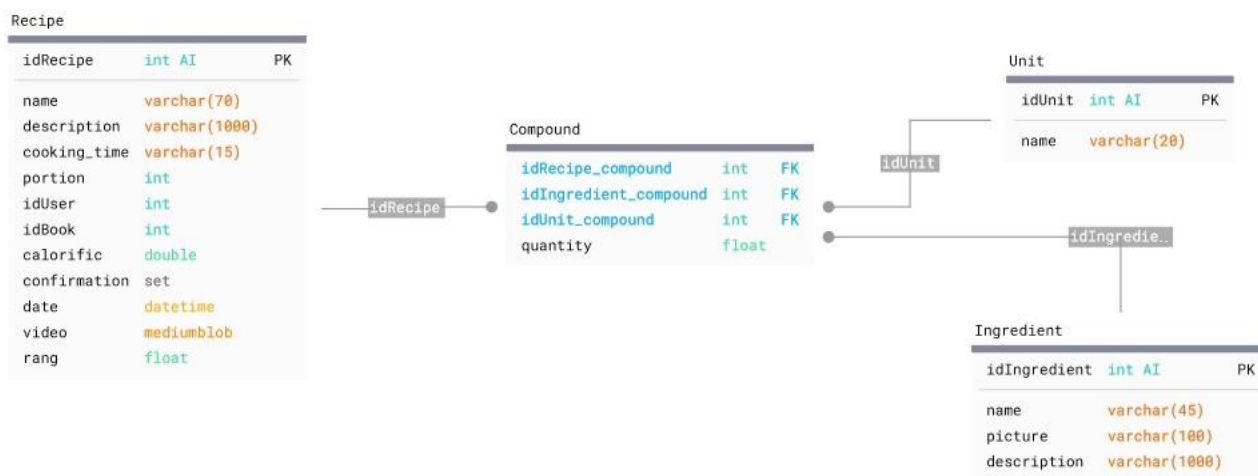 Recipe
idRecipe int AI PK
name varchar(70)
description varchar(1000)
cooking_time varchar(15)
portion int
idUser int
idBook int
calorific double
confirmation set
date datetime
video mediumblob
rang float
idRecipe
Compound
idRecipe_compound int FK
idIngredient_compound int FK
idUnit_compound int FK
quantity float
idUnit
Unit
idUnit int AI PK
name varchar(20)
idIngredie..
Ingredient
idIngredient int AI PK
name varchar(45)
picture varchar(100)
description varchar(1000)